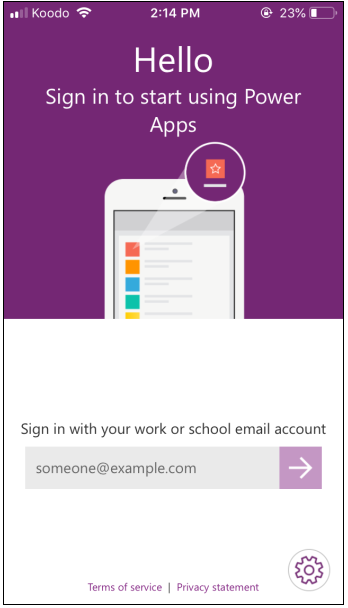 Koodo 2:14 PM 23%
Hello
Sign in to start using Power
Apps
Sign in with your work or school email account
someone@example.com
Terms of service | Privacy statement